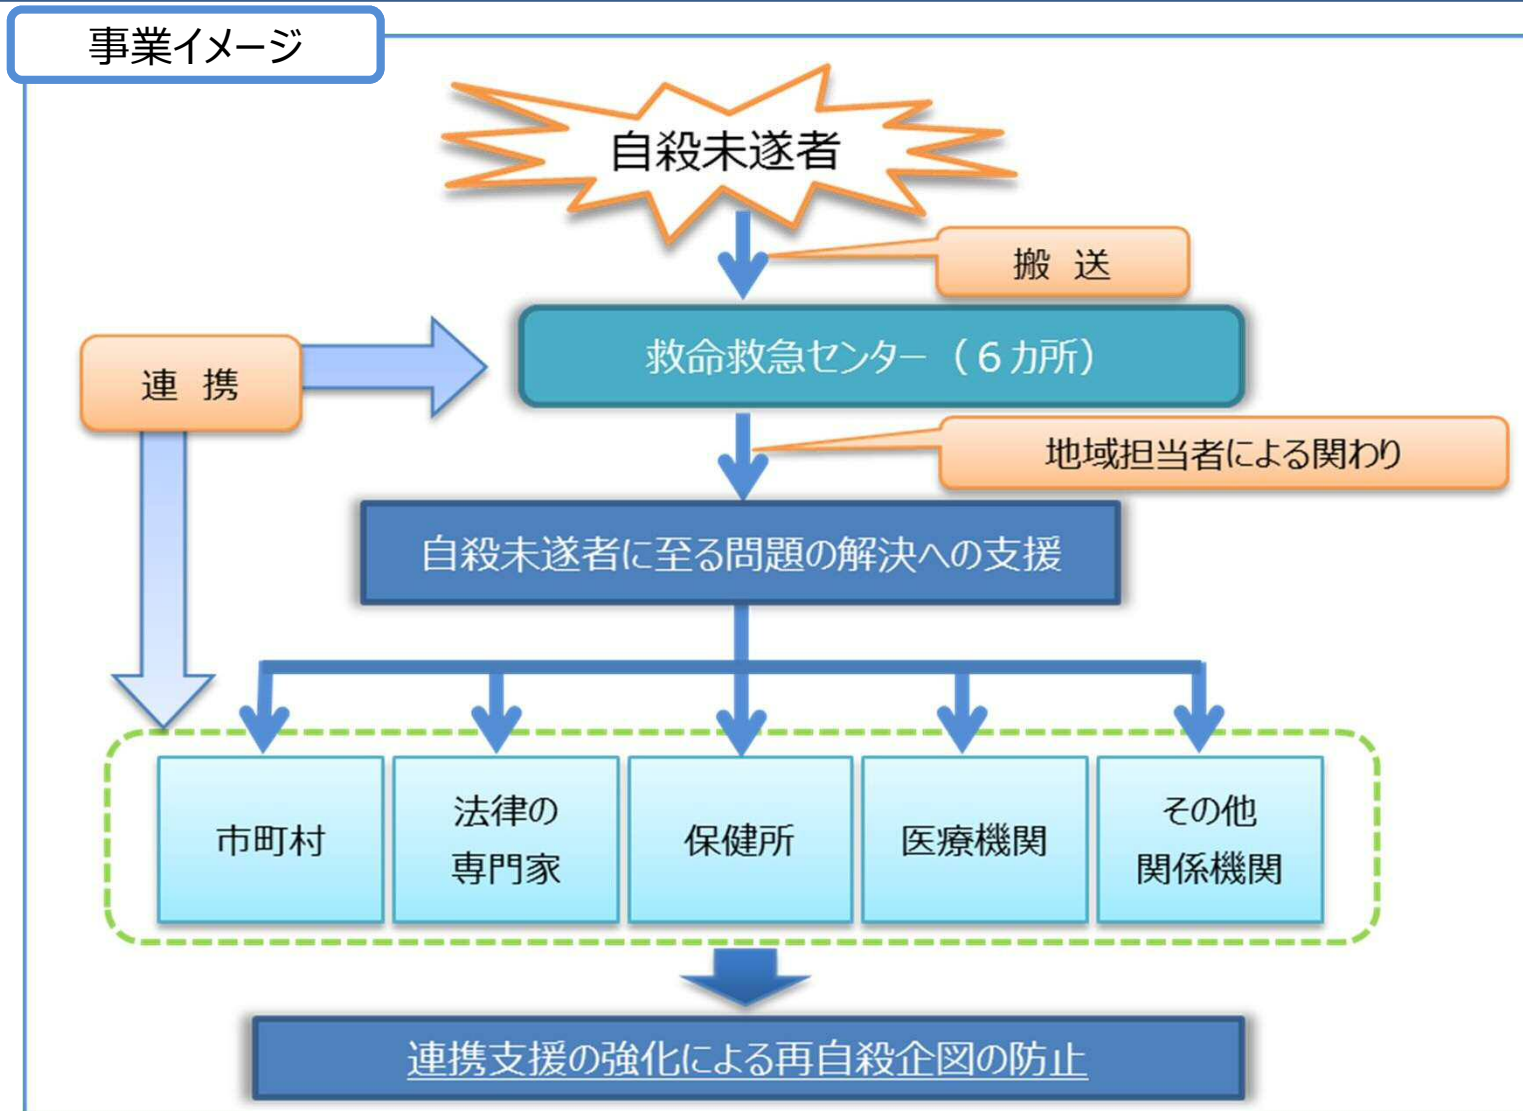 事業イメージ
自殺未遂者
搬 送
救命救急センター（６カ所）
連 携
地域担当者による関わり
自殺未遂者に至る問題の解決への支援
市町村
法律の
専門家
保健所
医療機関
その他
関係機関
連携支援の強化による再自殺企図の防止